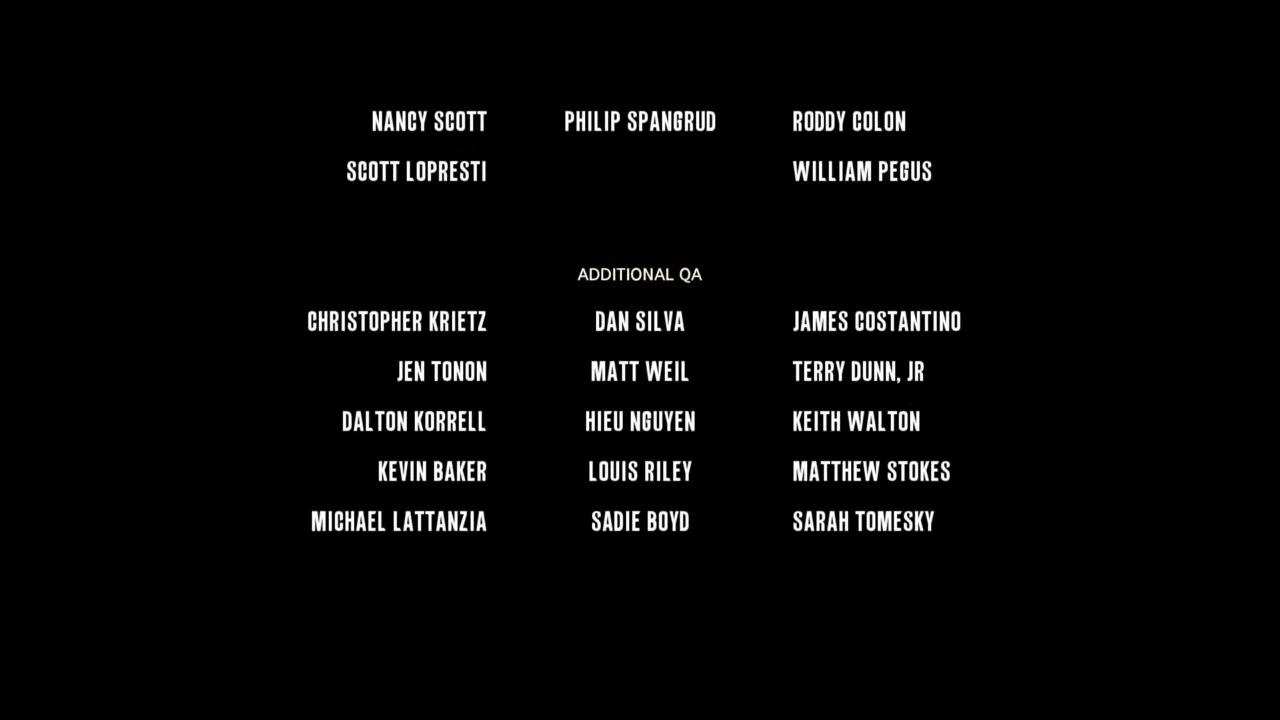 NANCY SCOTT PHILIP SPANGRUD RODDY COLON
SCOTT LOPRESTI WILLIAM PEGUS
ADDITIONAL QA
CHRISTOPHER KRIETZ DAN SILVA JAMES COSTANTINO
JEN TONON MATT WEIL TERRY DUNN, JR
DALTON KORRELL HIEU NGUYEN KEITH WALTON
KEVIN BAKER LOUIS RILEY MATTHEW STOKES
MICHAEL LATTANZIA SADIE BOYD SARAH TOMESKY